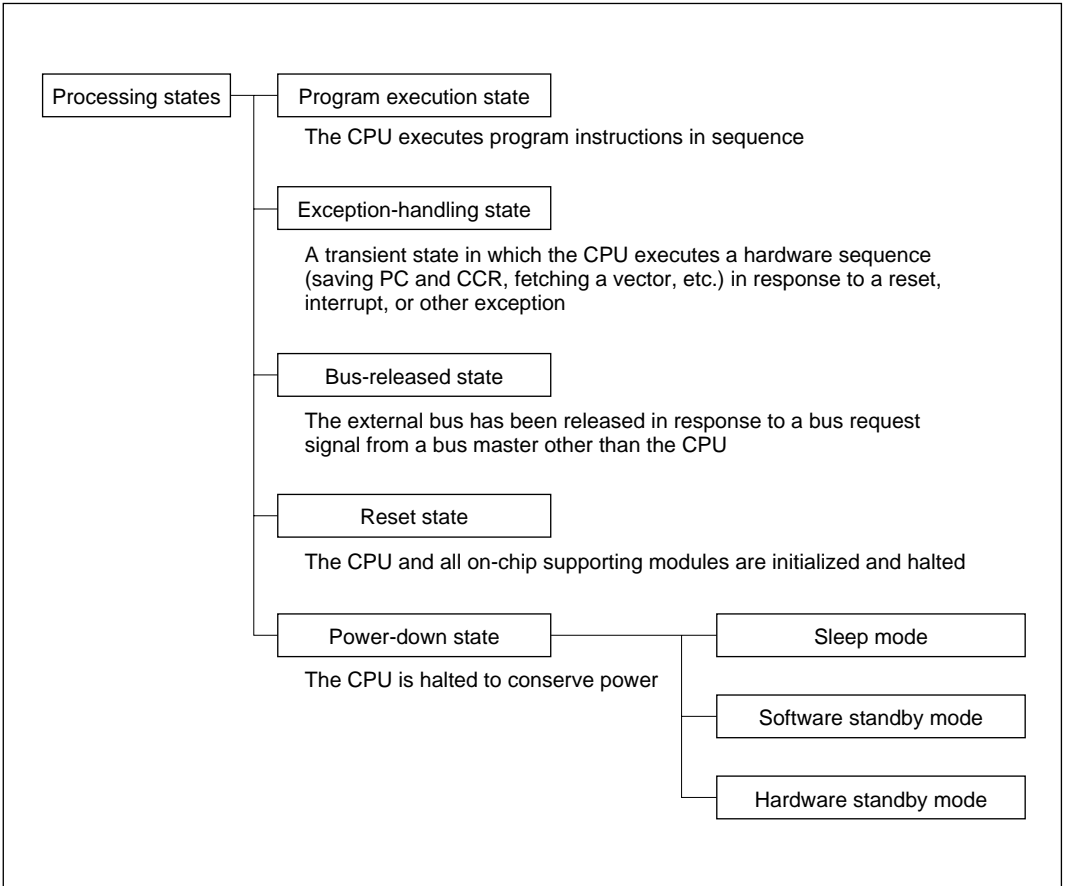 Processing states
Program execution state
The CPU executes program instructions in sequence
Exception-handling state
A transient state in which the CPU executes a hardware sequence
(saving PC and CCR, fetching a vector, etc.) in response to a reset,
interrupt, or other exception
Bus-released state
The external bus has been released in response to a bus request
signal from a bus master other than the CPU
Reset state
The CPU and all on-chip supporting modules are initialized and halted
Power-down state
The CPU is halted to conserve power
Sleep mode
Software standby mode
Hardware standby mode